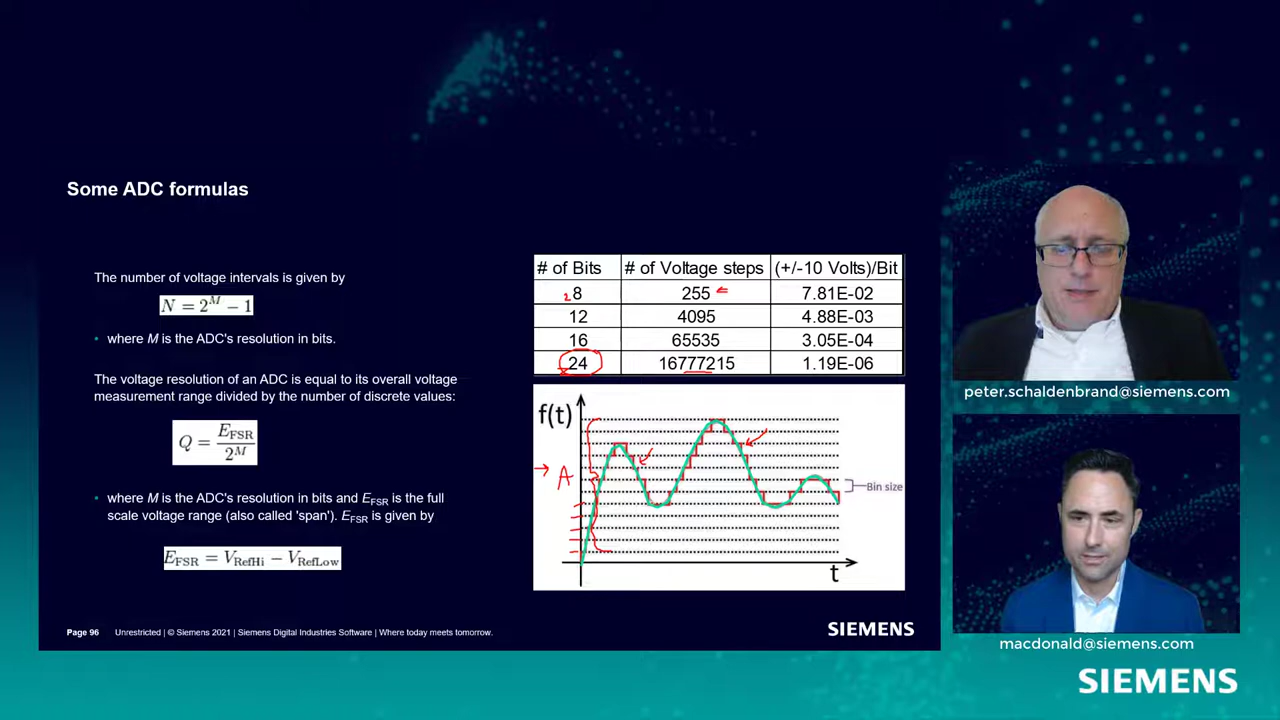 Some ADC formulas
The number of voltage intervals is given by
N = 2^M − 1
• where M is the ADC's resolution in bits.
The voltage resolution of an ADC is equal to its overall voltage
measurement range divided by the number of discrete values:
Q = E_FSR / 2^M
• where M is the ADC's resolution in bits and E_FSR is the full
scale voltage range (also called 'span'). E_FSR is given by
E_FSR = V_RefHi − V_RefLow
# of Bits # of Voltage steps (+/-10 Volts)/Bit
2 8 255 7.81E-02
12 4095 4.88E-03
16 65535 3.05E-04
24 16777215 1.19E-06
f(t)
A
Bin size
t
Page 96 Unrestricted | © Siemens 2021 | Siemens Digital Industries Software | Where today meets tomorrow.
SIEMENS
peter.schaldenbrand@siemens.com
macdonald@siemens.com
SIEMENS